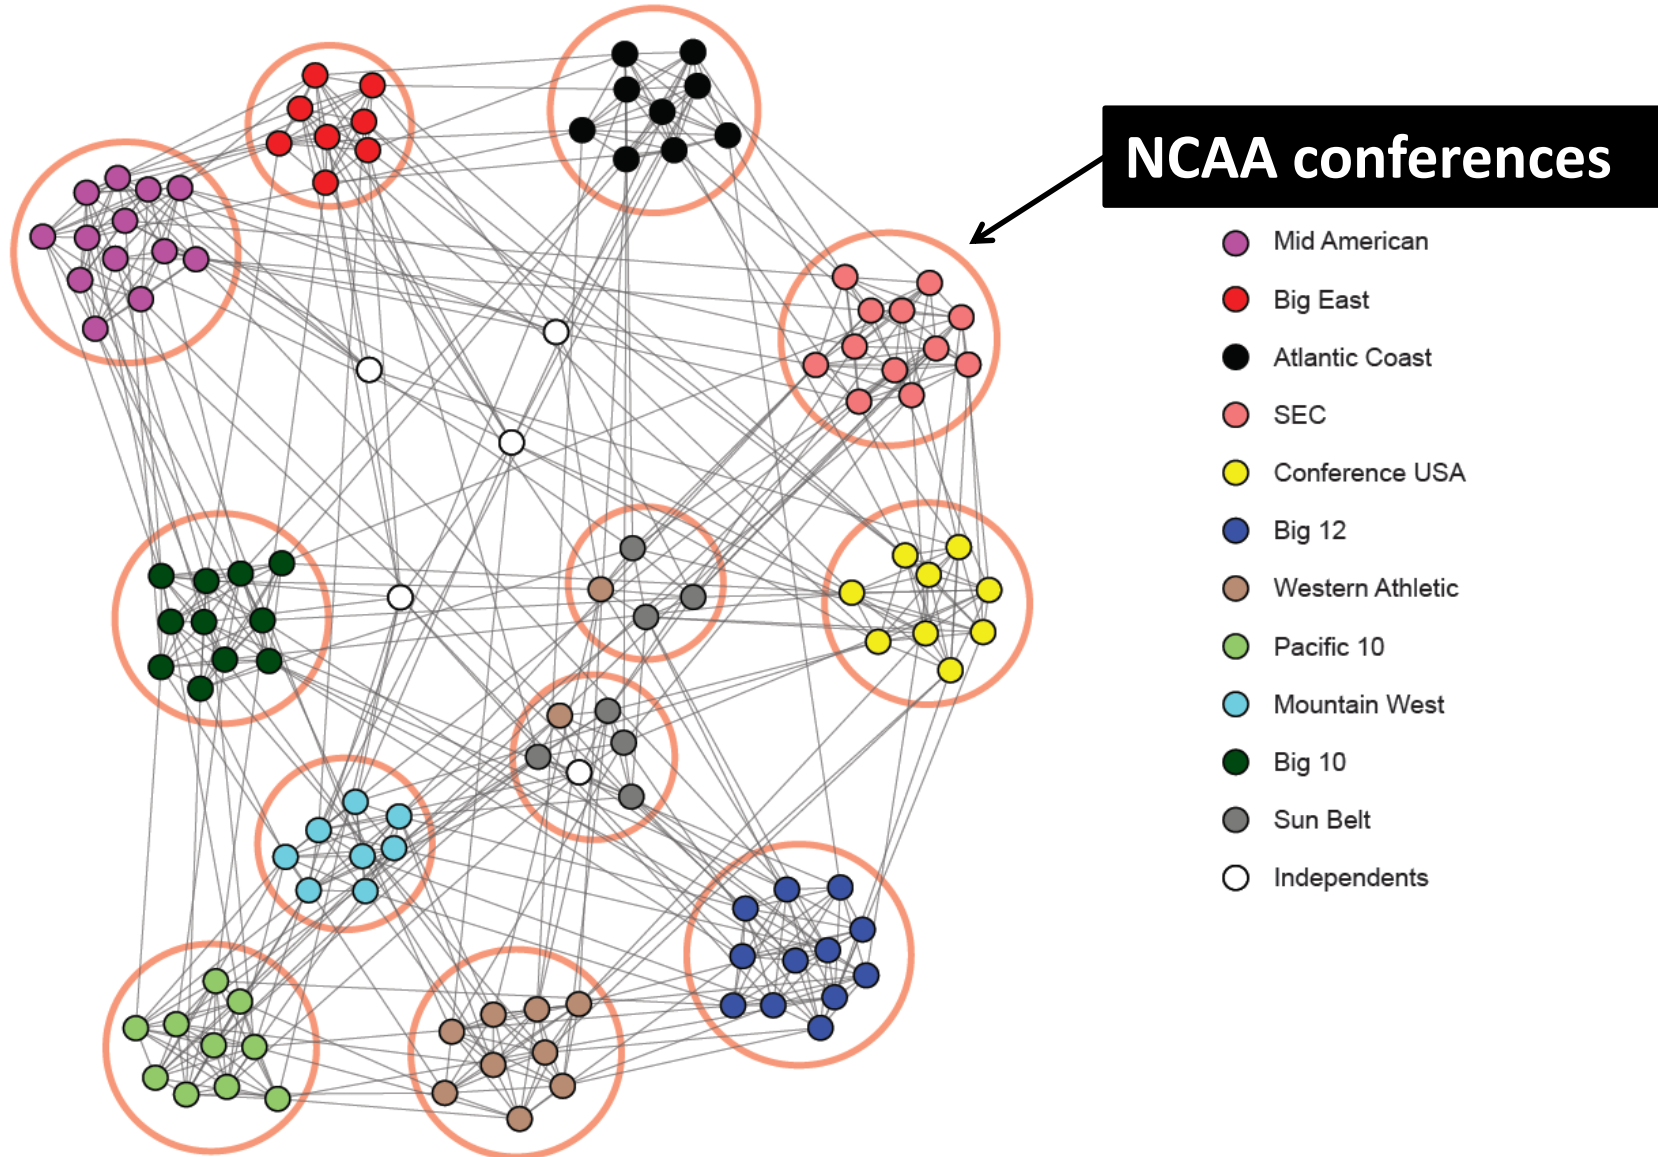 NCAA conferences
Mid American
Big East
Atlantic Coast
SEC
Conference USA
Big 12
Western Athletic
Pacific 10
Mountain West
Big 10
Sun Belt
Independents